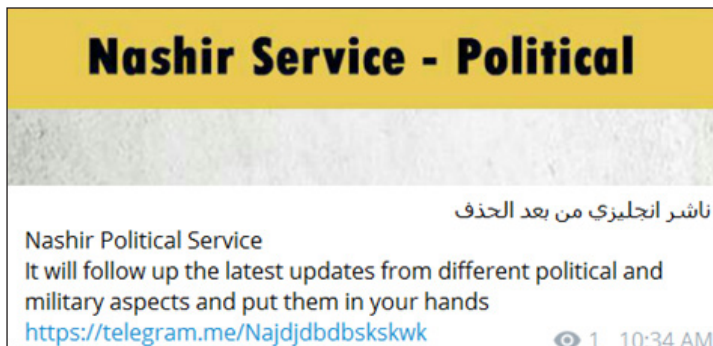 Nashir Service - Political
ناشر انجليزي من بعد الحذف
Nashir Political Service
It will follow up the latest updates from different political and
military aspects and put them in your hands
https://telegram.me/Najdjdbdbskskwk
1 10:34 AM